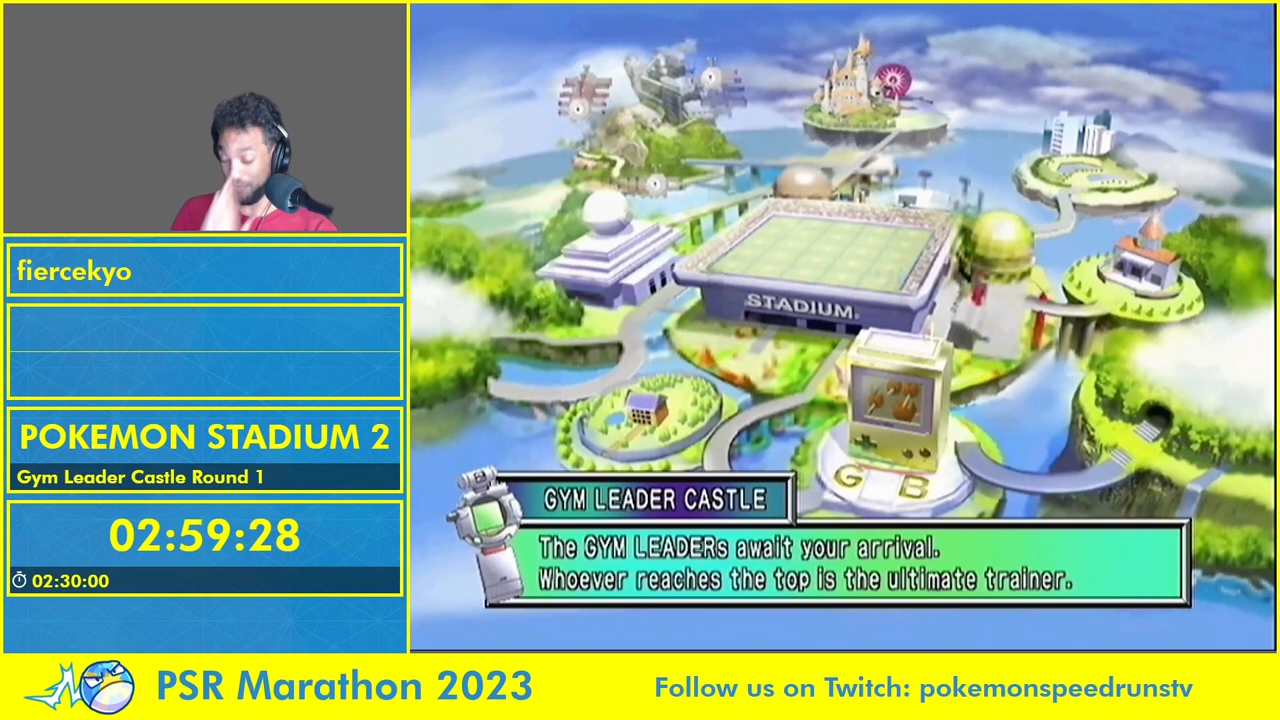 fiercekyo
POKEMON STADIUM 2
Gym Leader Castle Round 1
02:59:28
02:30:00
STADIUM
G B
GYM LEADER CASTLE
The GYM LEADERs await your arrival.
Whoever reaches the top is the ultimate trainer.
PSR Marathon 2023
Follow us on Twitch: pokemonspeedrunstv